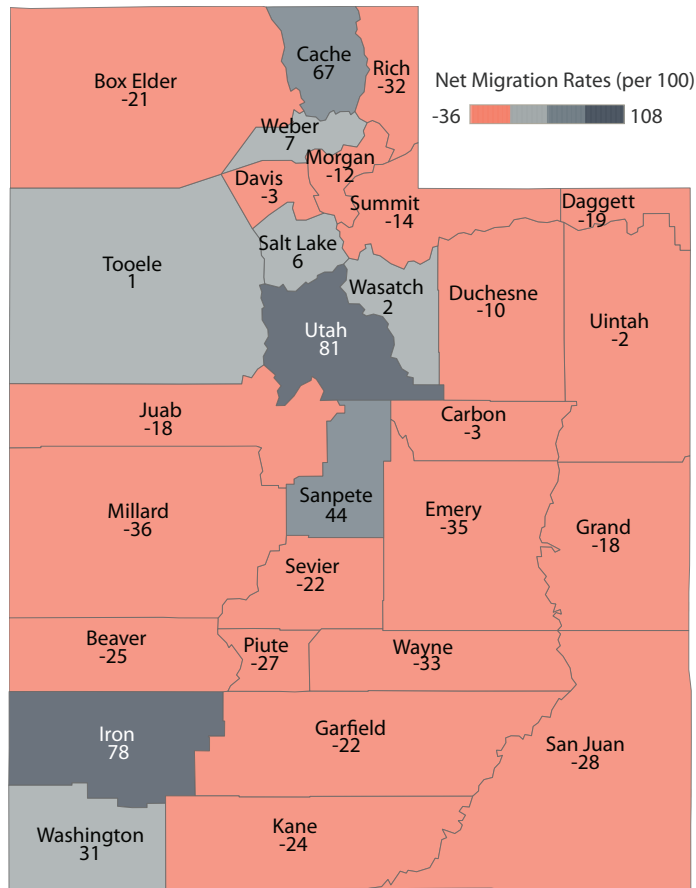 Net Migration Rates (per 100)
-36 108
Cache
67
Rich
-32
Box Elder
-21
Weber
7
Morgan
-12
Davis
-3
Summit
-14
Daggett
-19
Salt Lake
6
Tooele
1
Wasatch
2
Duchesne
-10
Uintah
-2
Utah
81
Juab
-18
Carbon
-3
Sanpete
44
Millard
-36
Emery
-35
Grand
-18
Sevier
-22
Beaver
-25
Piute
-27
Wayne
-33
Iron
78
Garfield
-22
San Juan
-28
Washington
31
Kane
-24